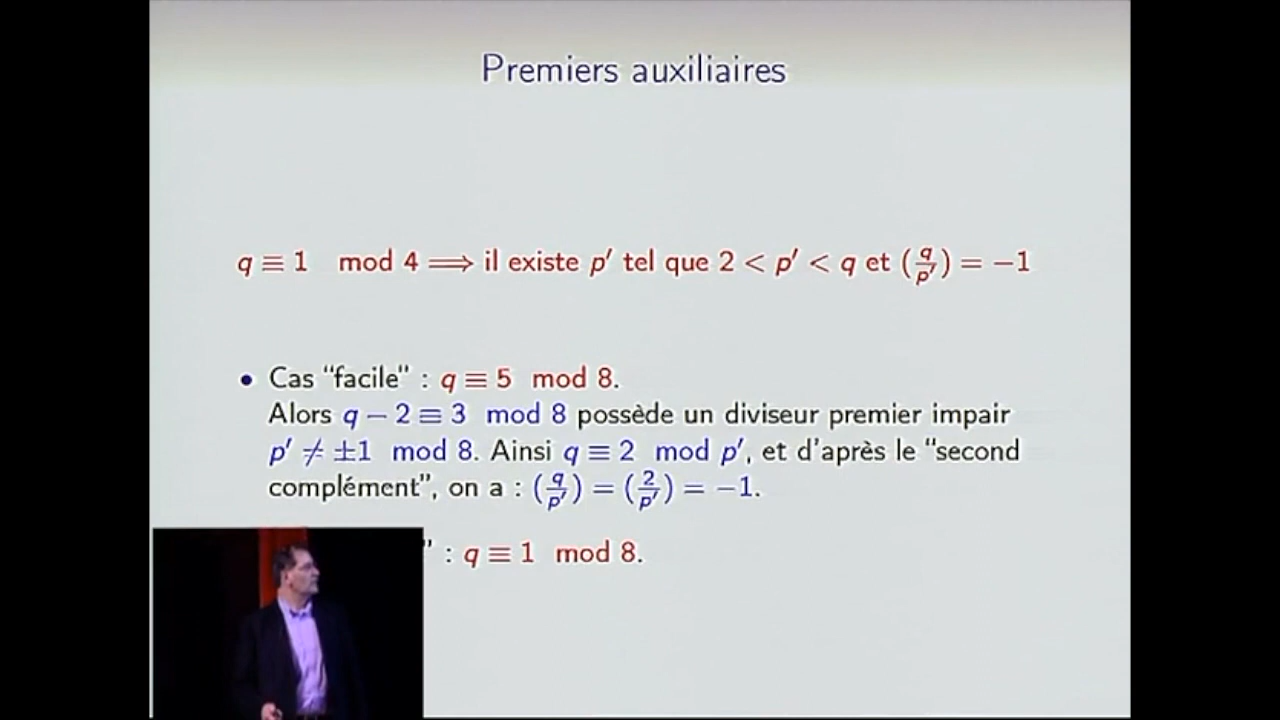 Premiers auxiliaires
q ≡ 1 mod 4 ⟹ il existe p′ tel que 2 < p′ < q et (q/p′) = −1
• Cas “facile” : q ≡ 5 mod 8.
Alors q − 2 ≡ 3 mod 8 possède un diviseur premier impair
p′ ≢ ±1 mod 8. Ainsi q ≡ 2 mod p′, et d'après le “second
complément”, on a : (q/p′) = (2/p′) = −1.
” : q ≡ 1 mod 8.